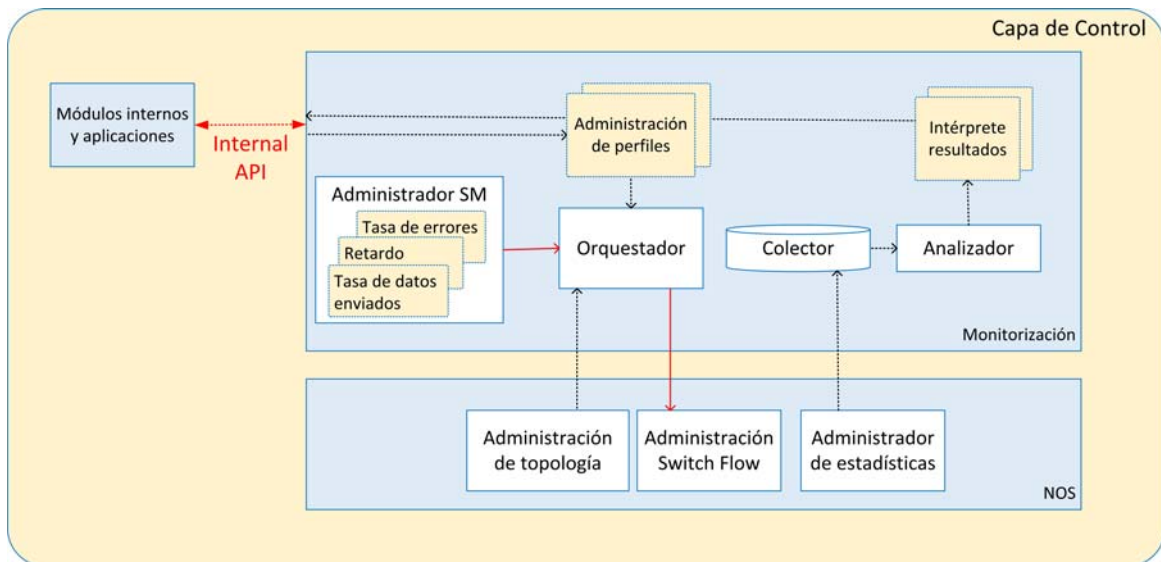 Capa de Control
Módulos internos
y aplicaciones
Internal
API
Administración
de perfiles
Intérprete
resultados
Administrador SM
Tasa de errores
Retardo
Tasa de datos
enviados
Orquestador
Colector
Analizador
Monitorización
Administración
de topología
Administración
Switch Flow
Administrador
de estadísticas
NOS